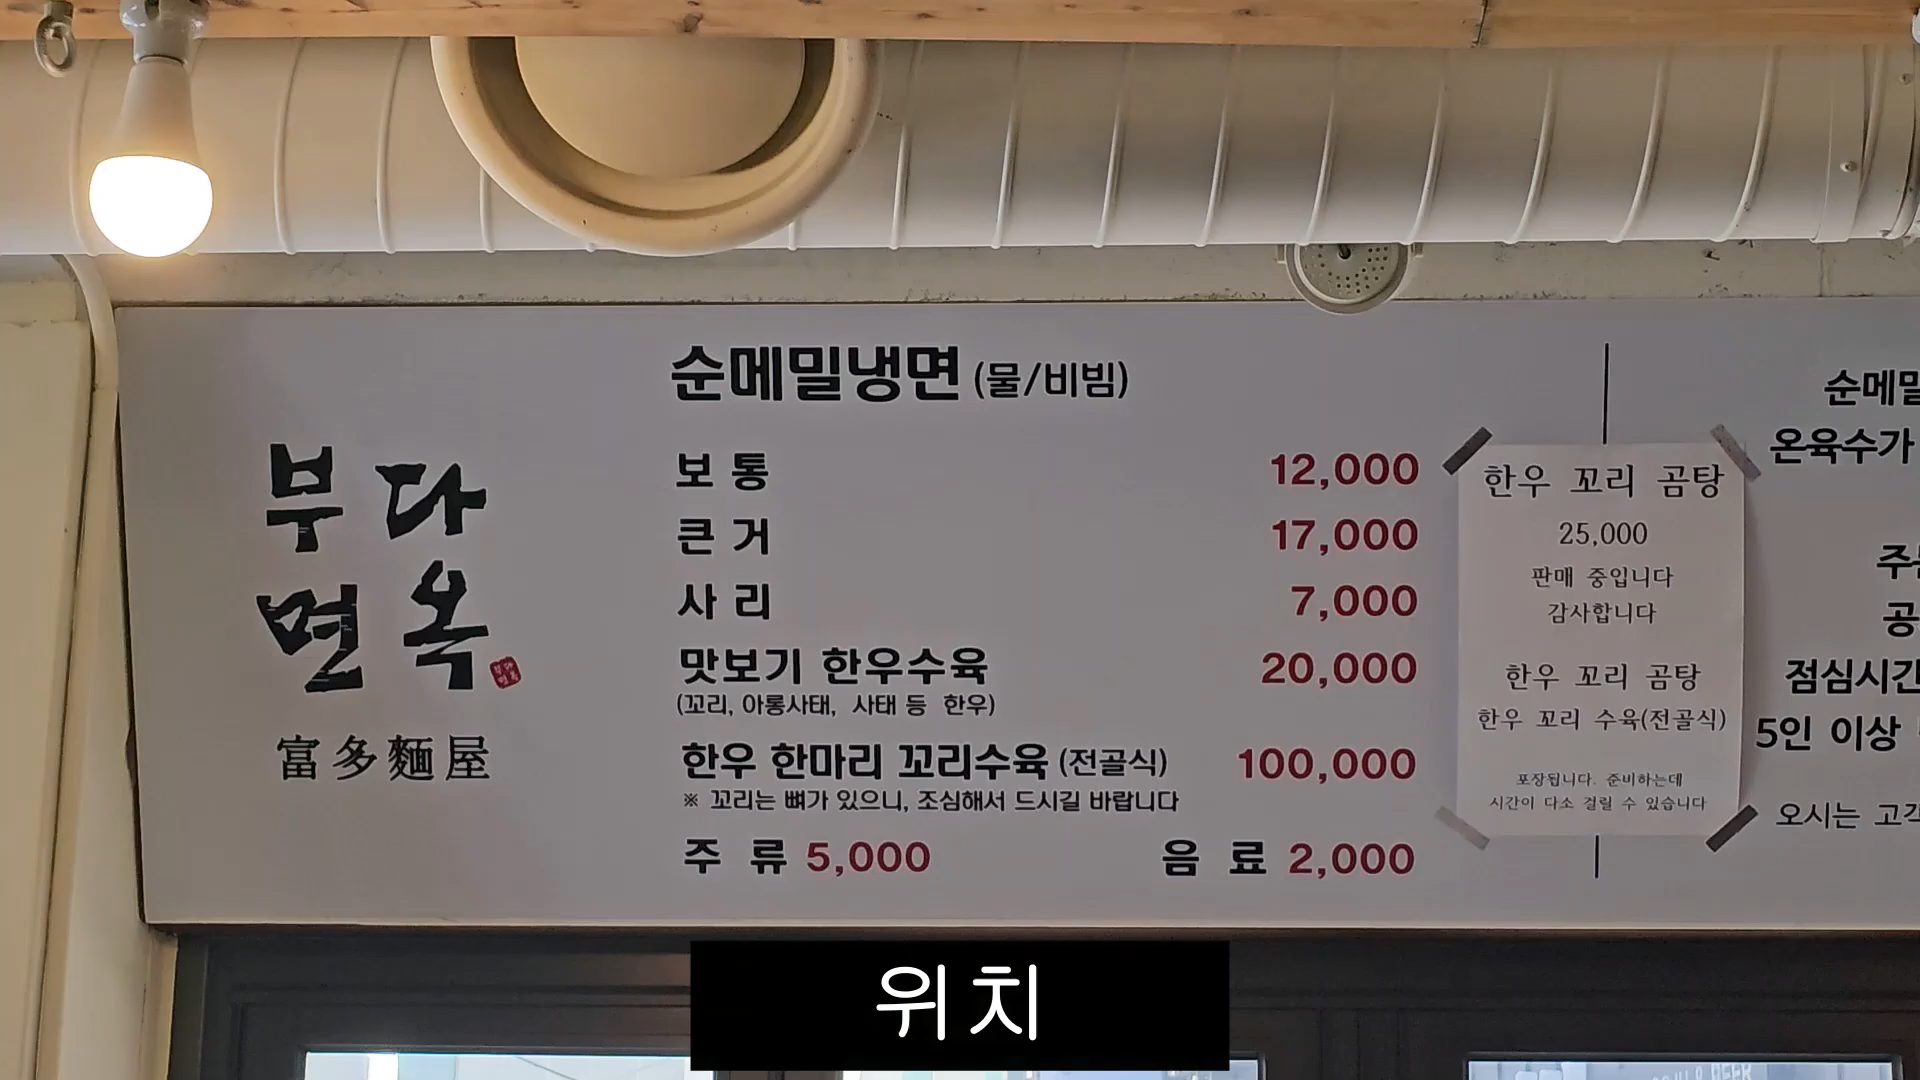 부다
면옥
富多麵屋
순메밀냉면 (물/비빔)
보통 12,000
큰거 17,000
사리 7,000
맛보기 한우수육 20,000
(꼬리, 아롱사태, 사태 등 한우)
한우 한마리 꼬리수육 (전골식) 100,000
※ 꼬리는 뼈가 있으니, 조심해서 드시길 바랍니다
주류 5,000 음료 2,000
한우 꼬리 곰탕
25,000
판매 중입니다
감사합니다
한우 꼬리 곰탕
한우 꼬리 수육(전골식)
포장됩니다. 준비하는데
시간이 다소 걸릴 수 있습니다
순메밀
온육수가
공
점심시간
5인 이상
오시는 고객
위치